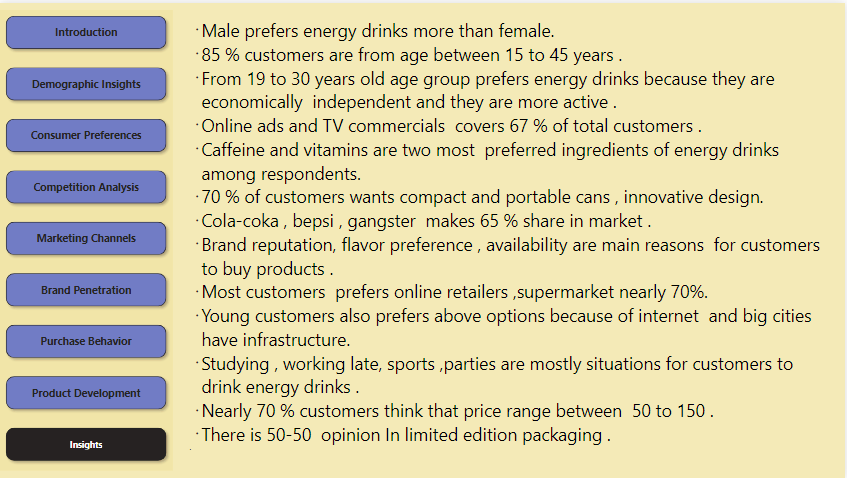 Introduction
Demographic Insights
Consumer Preferences
Competition Analysis
Marketing Channels
Brand Penetration
Purchase Behavior
Product Development
Insights
·Male prefers energy drinks more than female.
·85 % customers are from age between 15 to 45 years .
·From 19 to 30 years old age group prefers energy drinks because they are
economically  independent and they are more active .
·Online ads and TV commercials  covers 67 % of total customers .
·Caffeine and vitamins are two most  preferred ingredients of energy drinks
among respondents.
·70 % of customers wants compact and portable cans , innovative design.
·Cola-coka , bepsi , gangster  makes 65 % share in market .
·Brand reputation, flavor preference , availability are main reasons  for customers
to buy products .
·Most customers  prefers online retailers ,supermarket nearly 70%.
·Young customers also prefers above options because of internet  and big cities
have infrastructure.
·Studying , working late, sports ,parties are mostly situations for customers to
drink energy drinks .
·Nearly 70 % customers think that price range between  50 to 150 .
·There is 50-50  opinion In limited edition packaging .